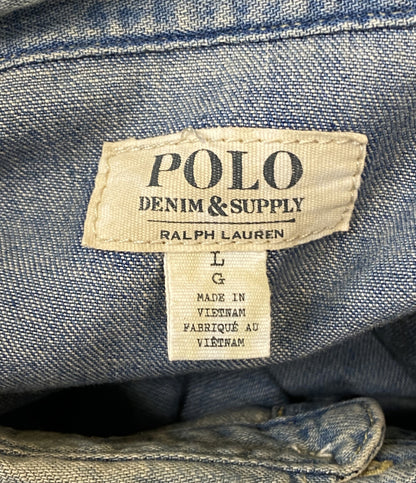 POLO
DENIM & SUPPLY
RALPH LAUREN
L
G
MADE IN
VIETNAM
FABRIQUÉ AU
VIÊTNAM